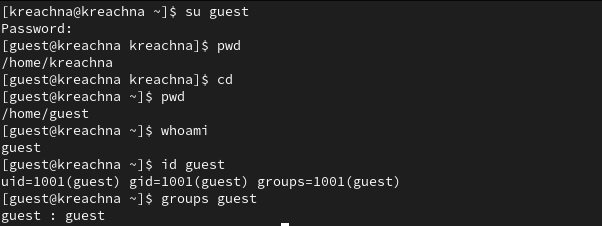 [kreachna@kreachna ~]$ su guest
Password:
[guest@kreachna kreachna]$ pwd
/home/kreachna
[guest@kreachna kreachna]$ cd
[guest@kreachna ~]$ pwd
/home/guest
[guest@kreachna ~]$ whoami
guest
[guest@kreachna ~]$ id guest
uid=1001(guest) gid=1001(guest) groups=1001(guest)
[guest@kreachna ~]$ groups guest
guest : guest